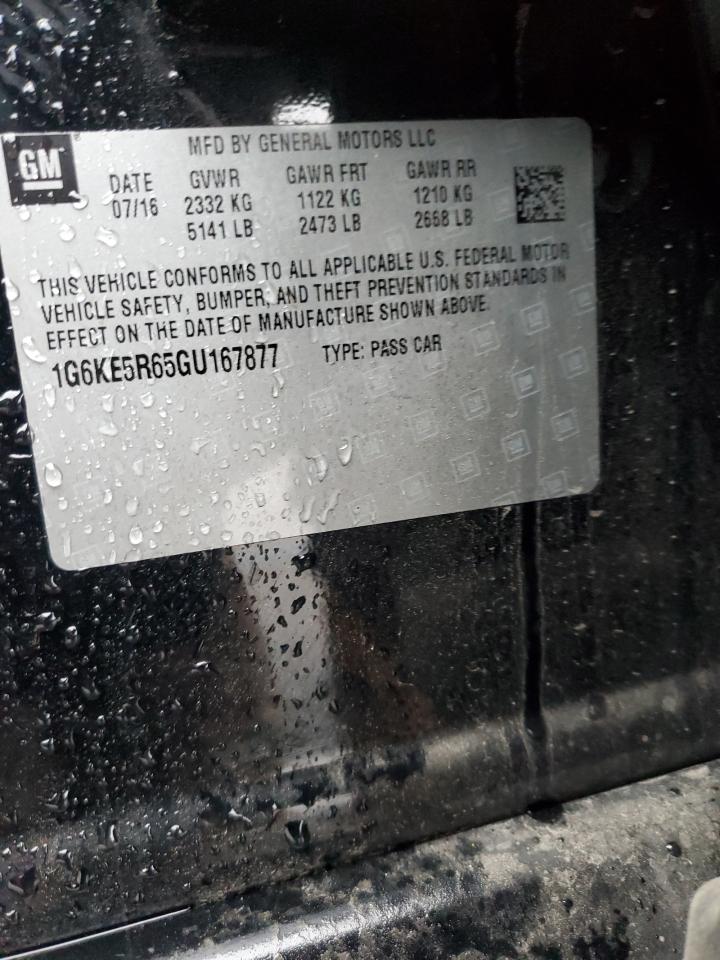 GM
MFD BY GENERAL MOTORS LLC
DATE GVWR GAWR FRT GAWR RR
07/16 2332 KG 1122 KG 1210 KG
5141 LB 2473 LB 2668 LB
THIS VEHICLE CONFORMS TO ALL APPLICABLE U.S. FEDERAL MOTOR
VEHICLE SAFETY, BUMPER, AND THEFT PREVENTION STANDARDS IN
EFFECT ON THE DATE OF MANUFACTURE SHOWN ABOVE.
1G6KE5R65GU167877 TYPE: PASS CAR